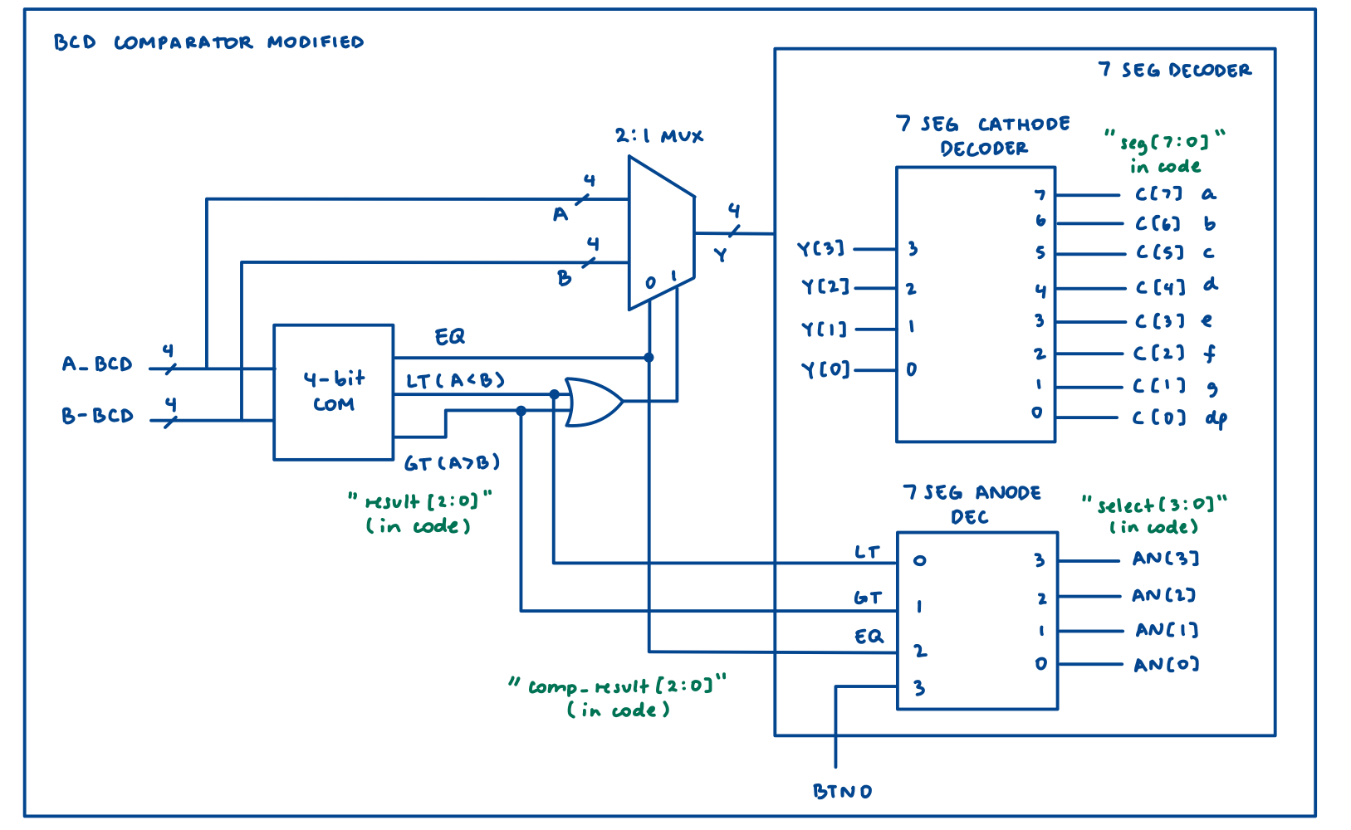 BCD COMPARATOR MODIFIED
7 SEG DECODER
2:1 MUX
7 SEG CATHODE
DECODER
"seg[7:0]"
in code
4
A
4
B
0 1
4
Y
Y[3] 3
Y[2] 2
Y[1] 1
Y[0] 0
7 C[7] a
6 C[6] b
5 C[5] c
4 C[4] d
3 C[3] e
2 C[2] f
1 C[1] g
0 C[0] dp
A_BCD 4
B-BCD 4
4-bit
COM
EQ
LT(A<B)
GT(A>B)
"result[2:0]"
(in code)
7 SEG ANODE
DEC
"select[3:0]"
(in code)
LT 0
GT 1
EQ 2
3
3 AN[3]
2 AN[2]
1 AN[1]
0 AN[0]
"comp_result[2:0]"
(in code)
BTND